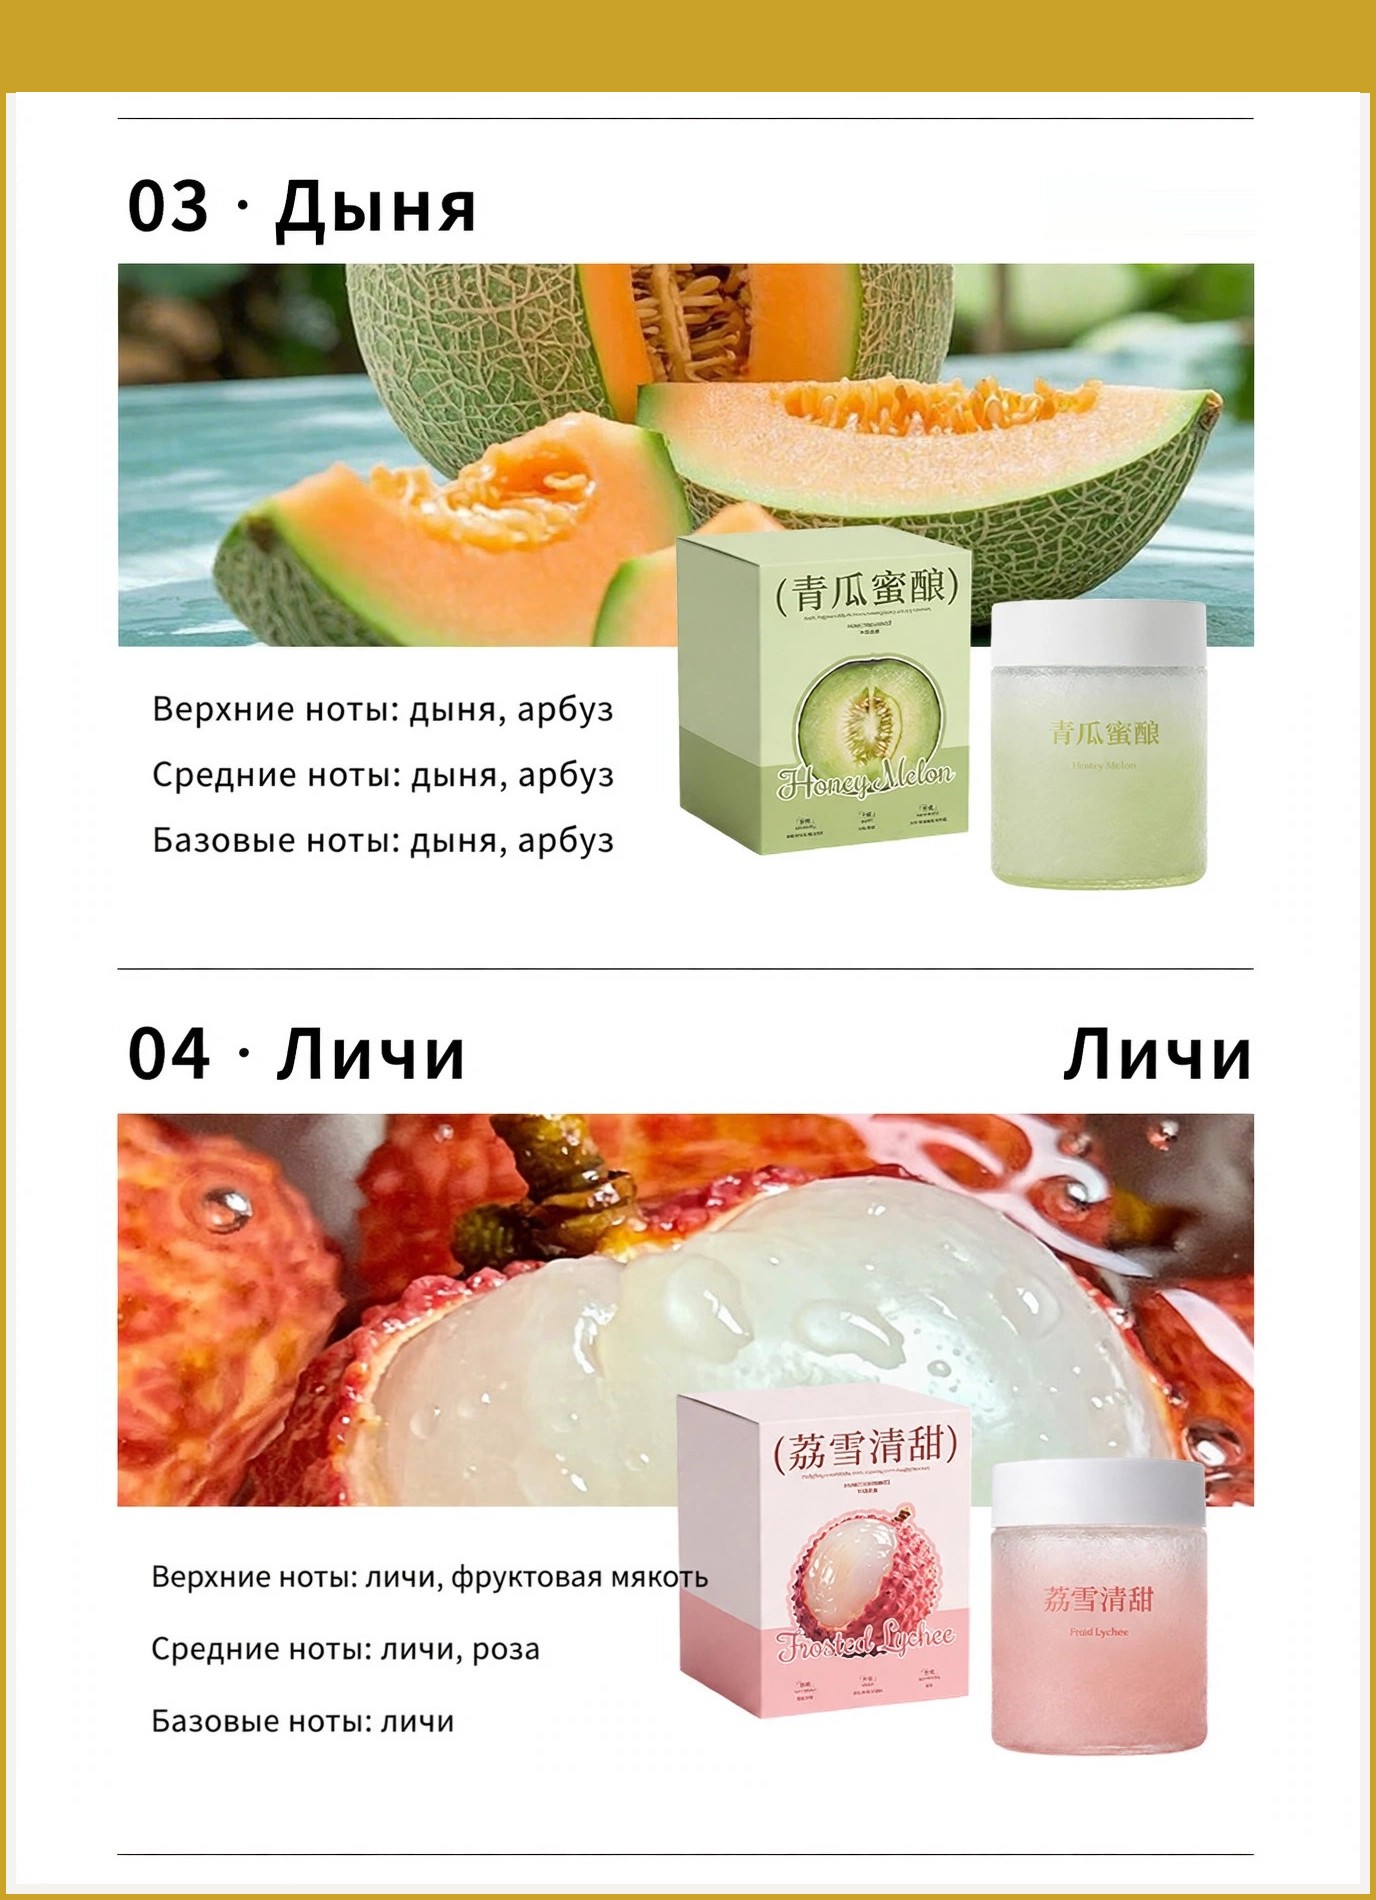 03 · Дыня
(青瓜蜜酿)
Honey Melon
青瓜蜜酿
Honey Melon
Верхние ноты: дыня, арбуз
Средние ноты: дыня, арбуз
Базовые ноты: дыня, арбуз
04 · Личи
Личи
(荔雪清甜)
Frosted Lychee
荔雪清甜
Fraid Lychee
Верхние ноты: личи, фруктовая мякоть
Средние ноты: личи, роза
Базовые ноты: личи